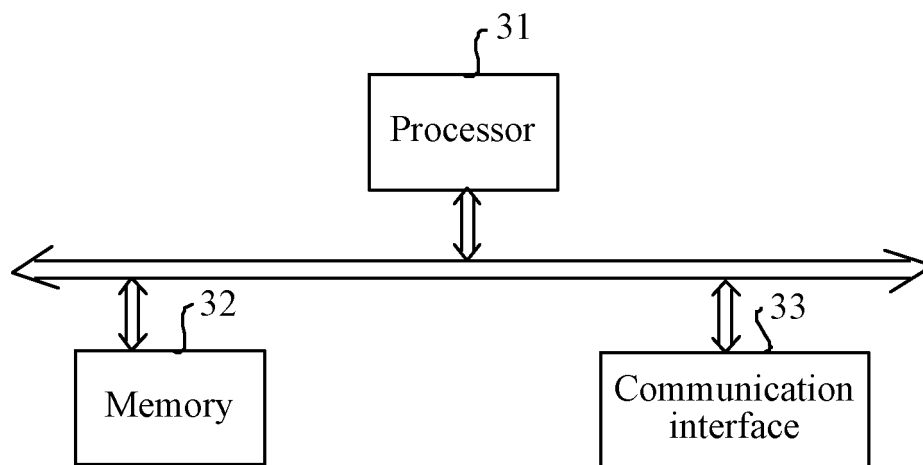 31
Processor
32
Memory
33
Communication
interface